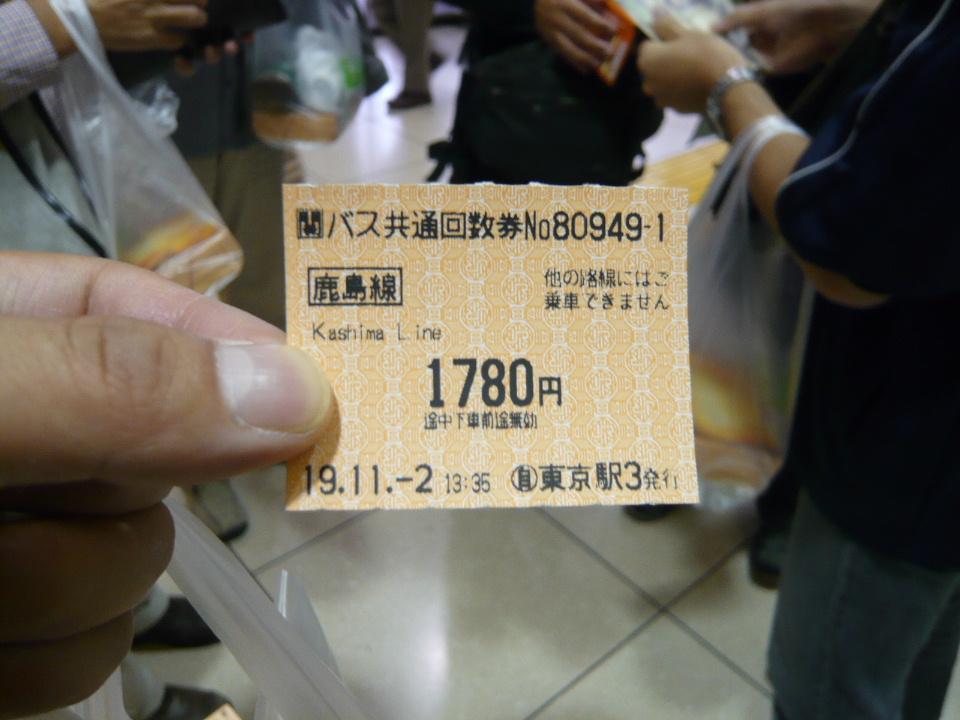 関バス共通回数券No80949-1
鹿島線
他の路線にはご
乗車できません
Kashima Line
1780円
途中下車前途無効
19.11.-2 13:35 自東京駅3発行